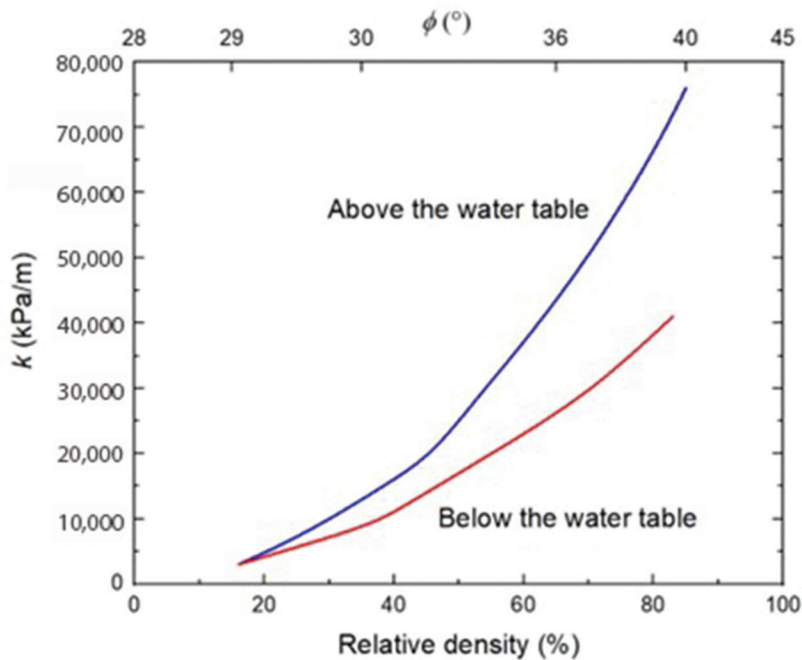 ϕ (°)
28 29 30 33 36 40 45
80,000
70,000
60,000
50,000
40,000
30,000
20,000
10,000
0
k (kPa/m)
Above the water table
Below the water table
0 20 40 60 80 100
Relative density (%)